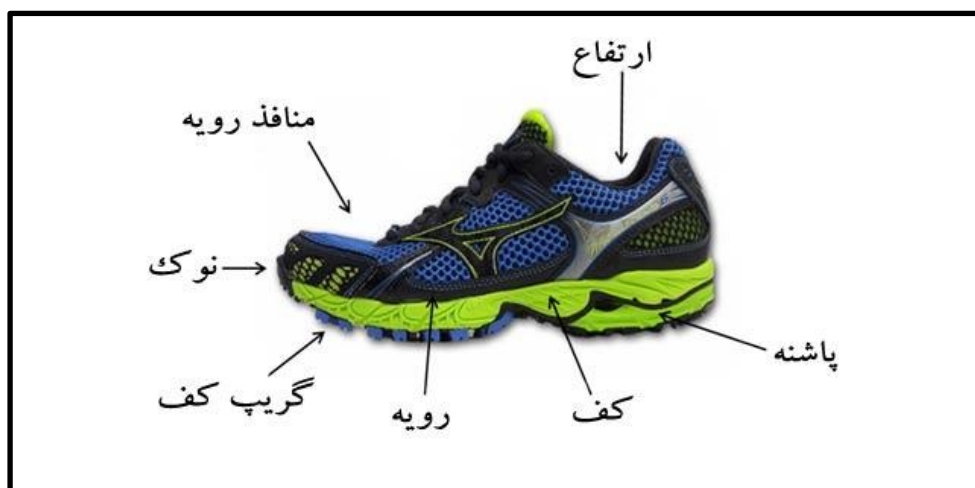 ارتفاع
منافذ رویه
نوک
پاشنه
گریپ کف
رویه
کف